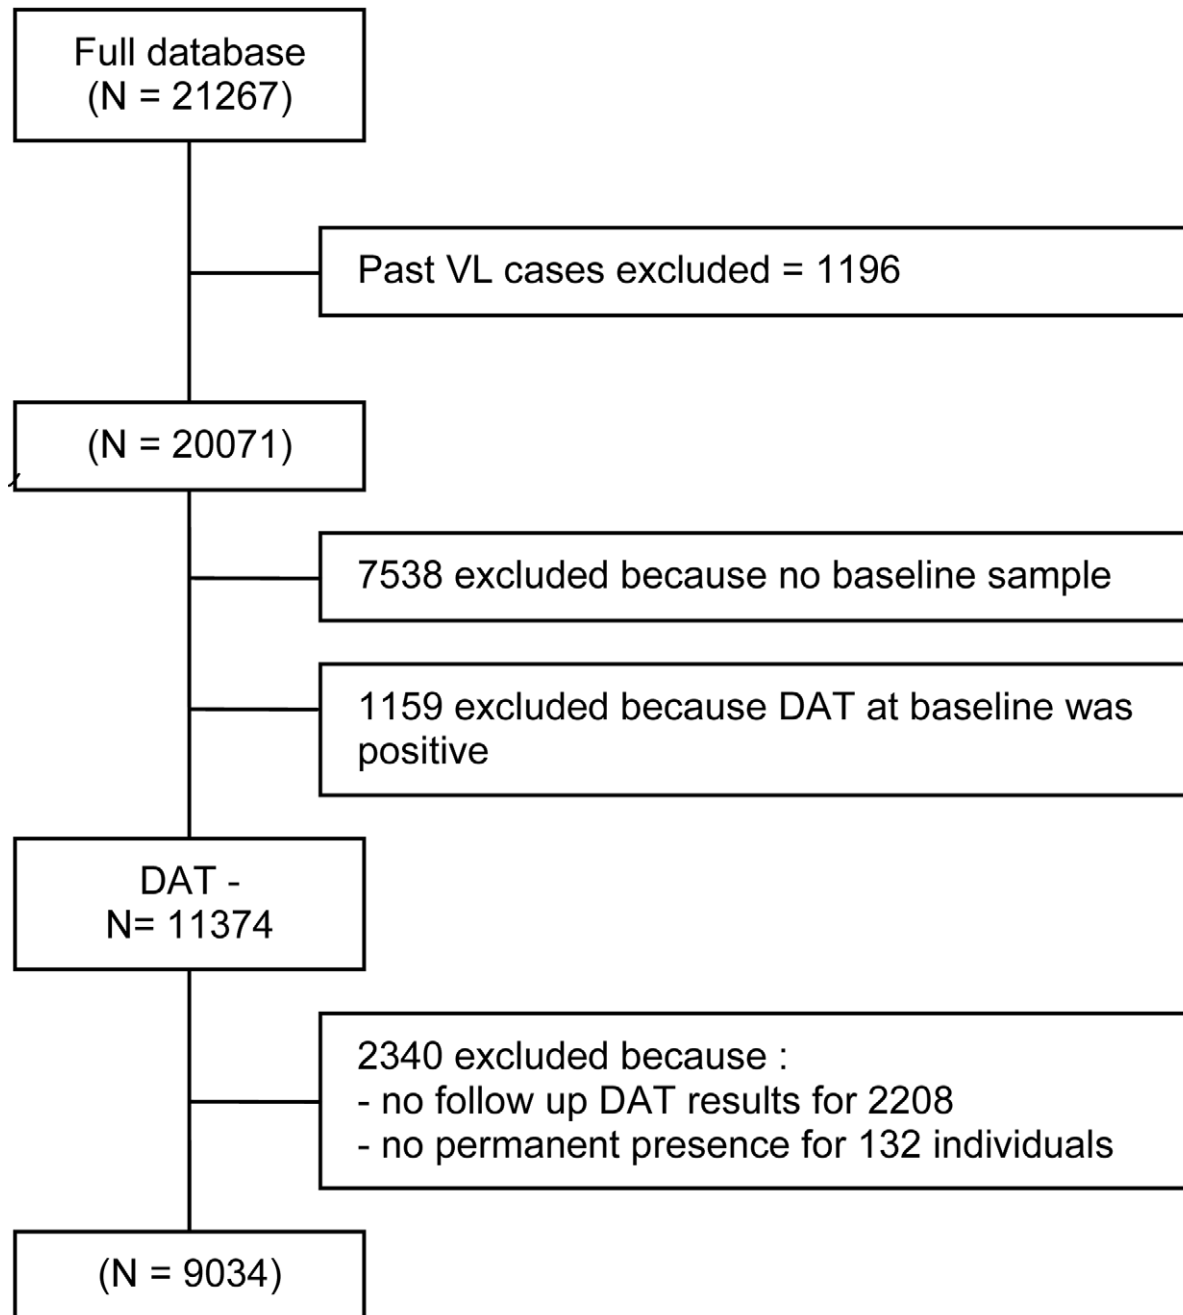 Full database
(N = 21267)
Past VL cases excluded = 1196
(N = 20071)
7538 excluded because no baseline sample
1159 excluded because DAT at baseline was
positive
DAT -
N= 11374
2340 excluded because :
- no follow up DAT results for 2208
- no permanent presence for 132 individuals
(N = 9034)